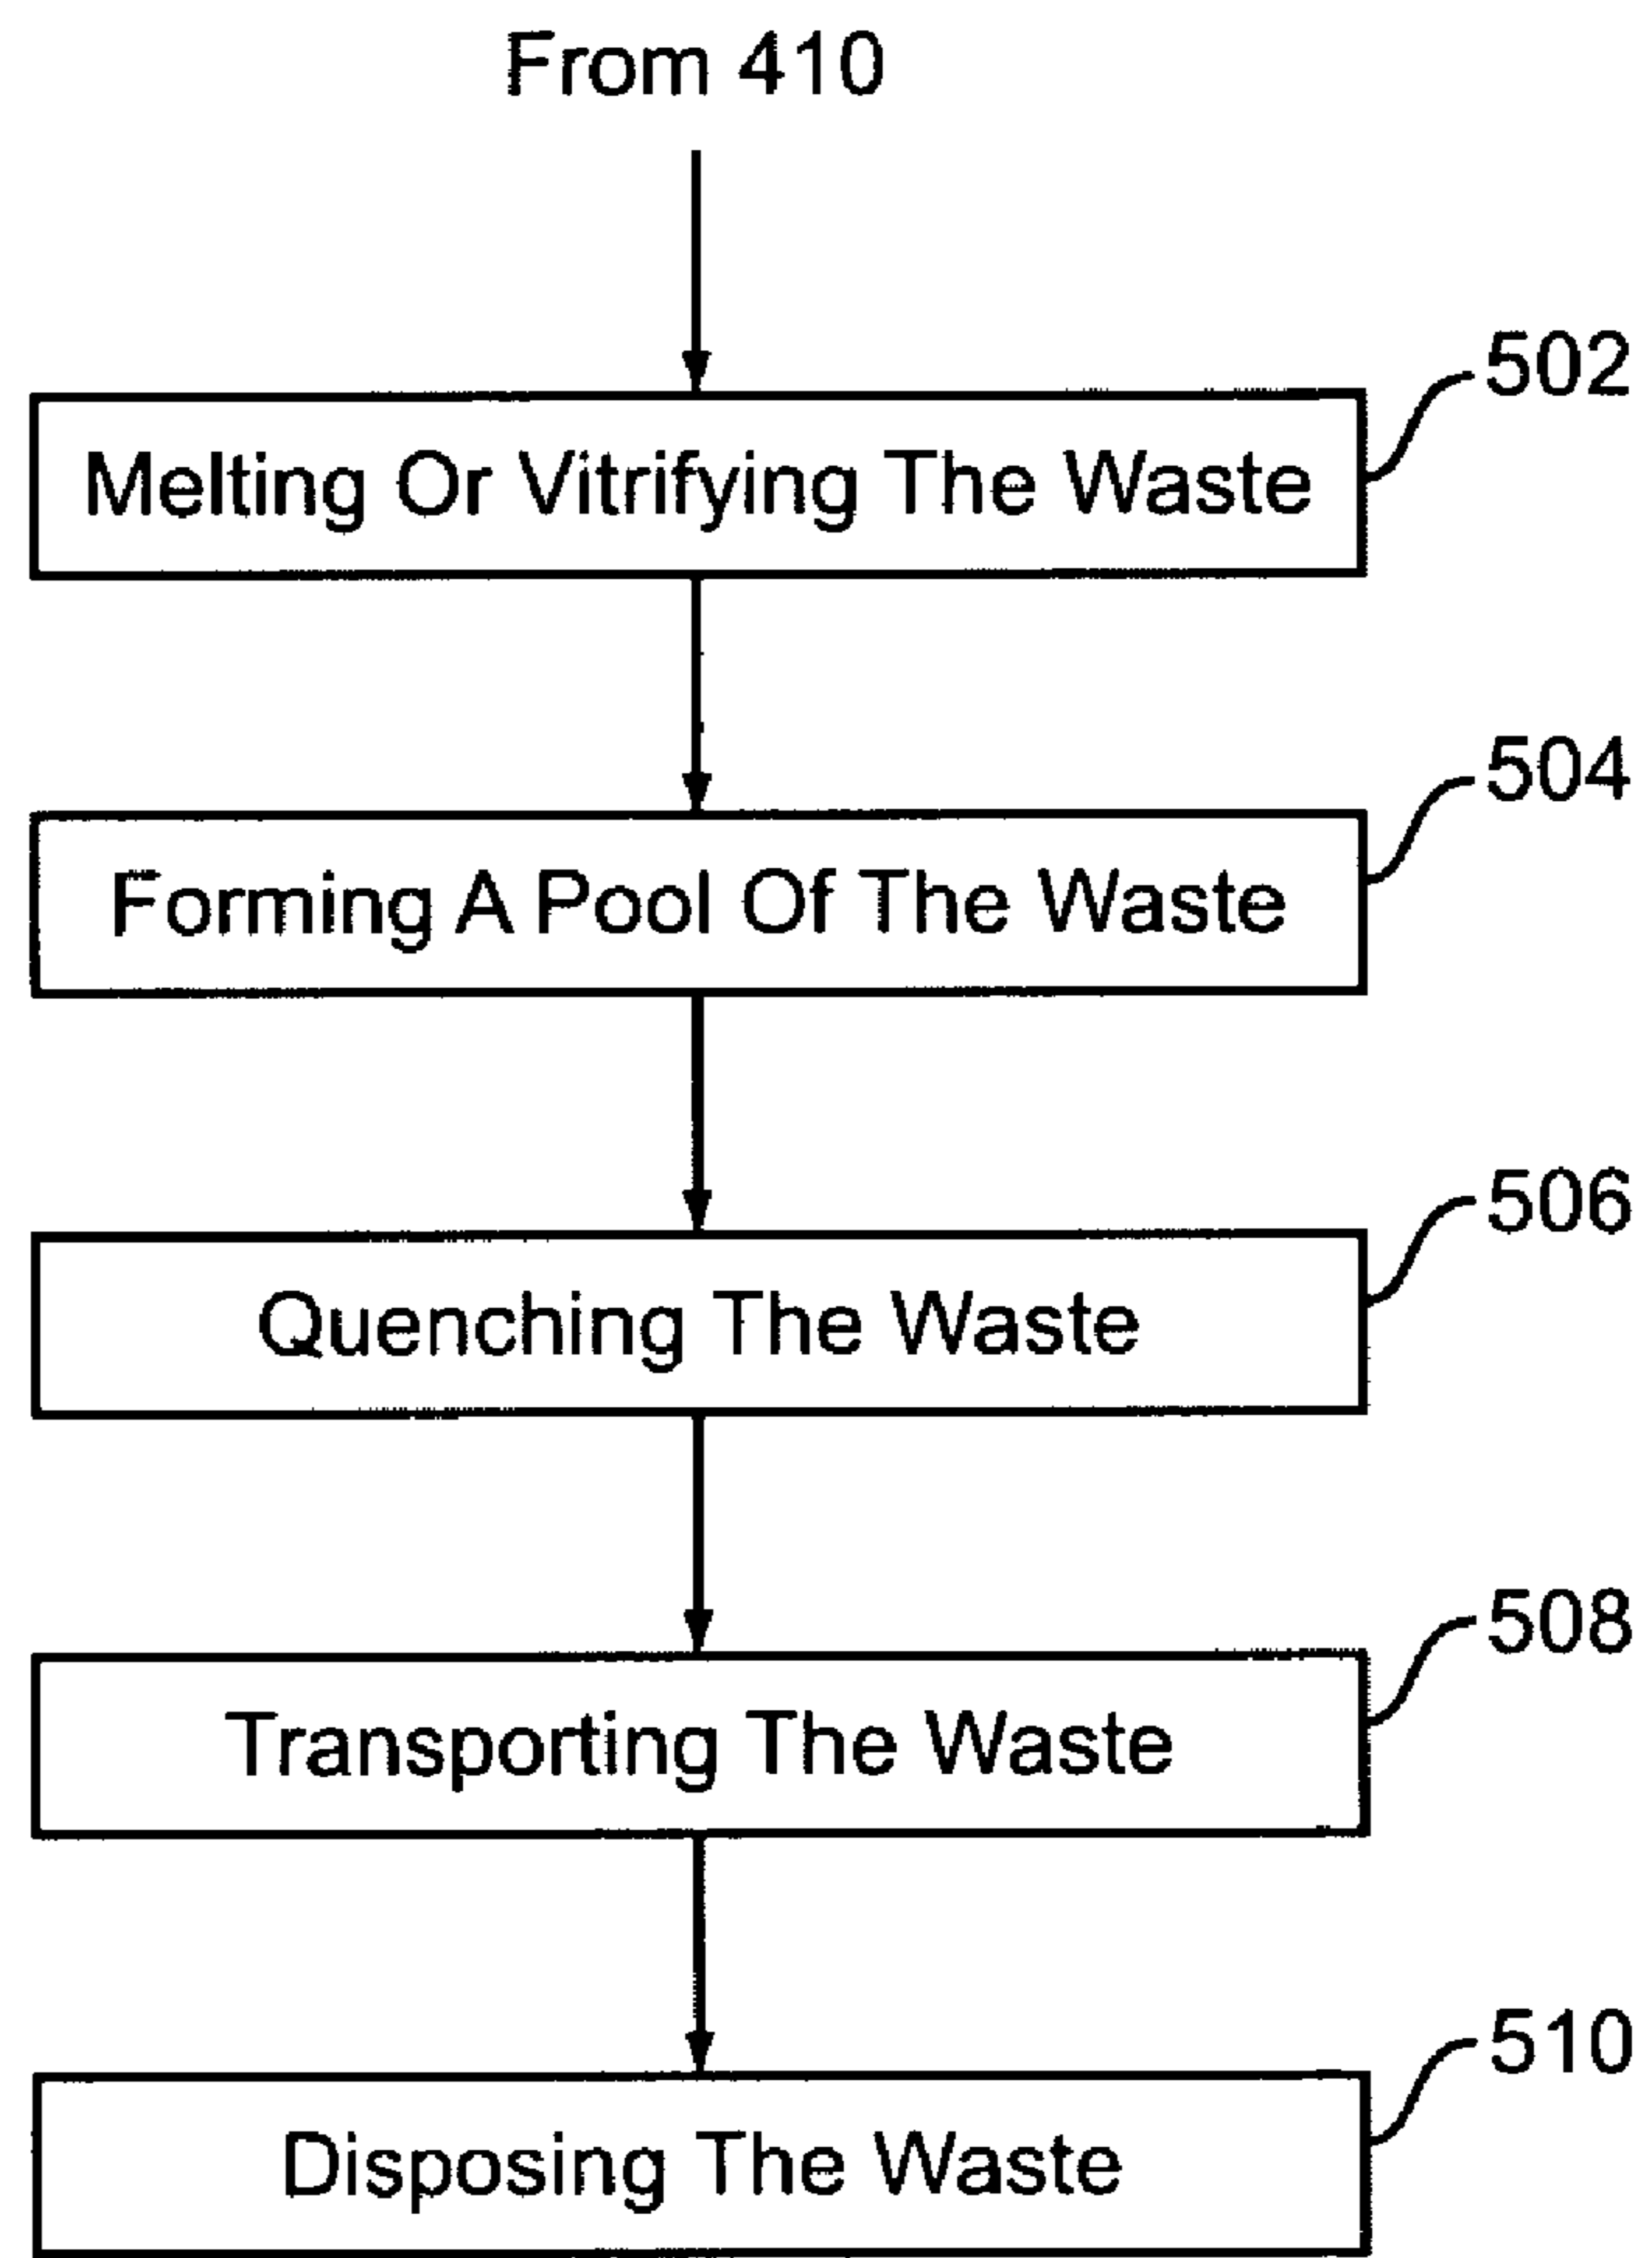 From 410
502
Melting Or Vitrifying The Waste
504
Forming A Pool Of The Waste
506
Quenching The Waste
508
Transporting The Waste
510
Disposing The Waste